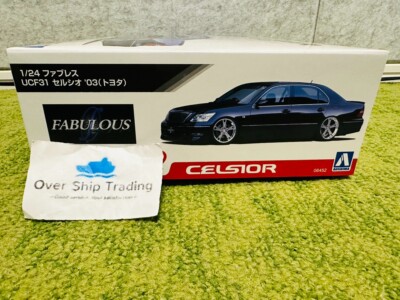 1/24 ファブレス
UCF31 セルシオ '03(トヨタ)
FABULOUS
CELSIOR
Over Ship Trading